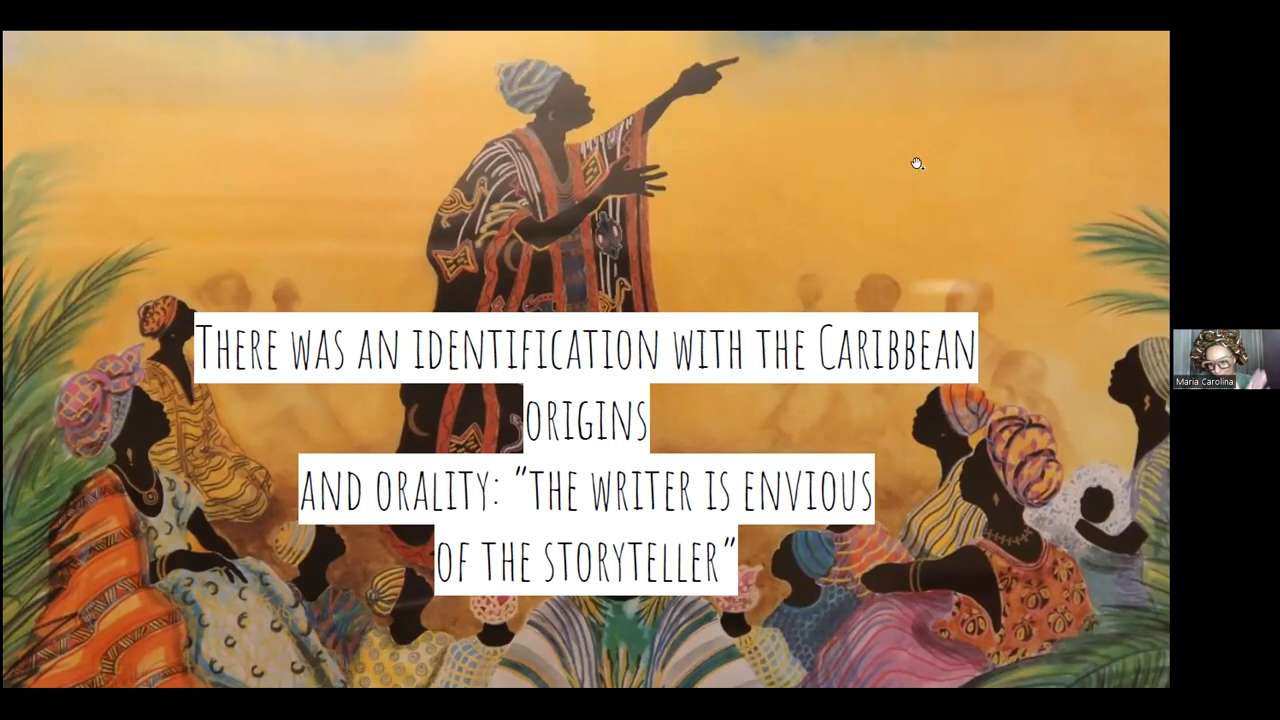 There was an identification with the Caribbean
origins
and orality: "the writer is envious
of the storyteller"
Maria Carolina